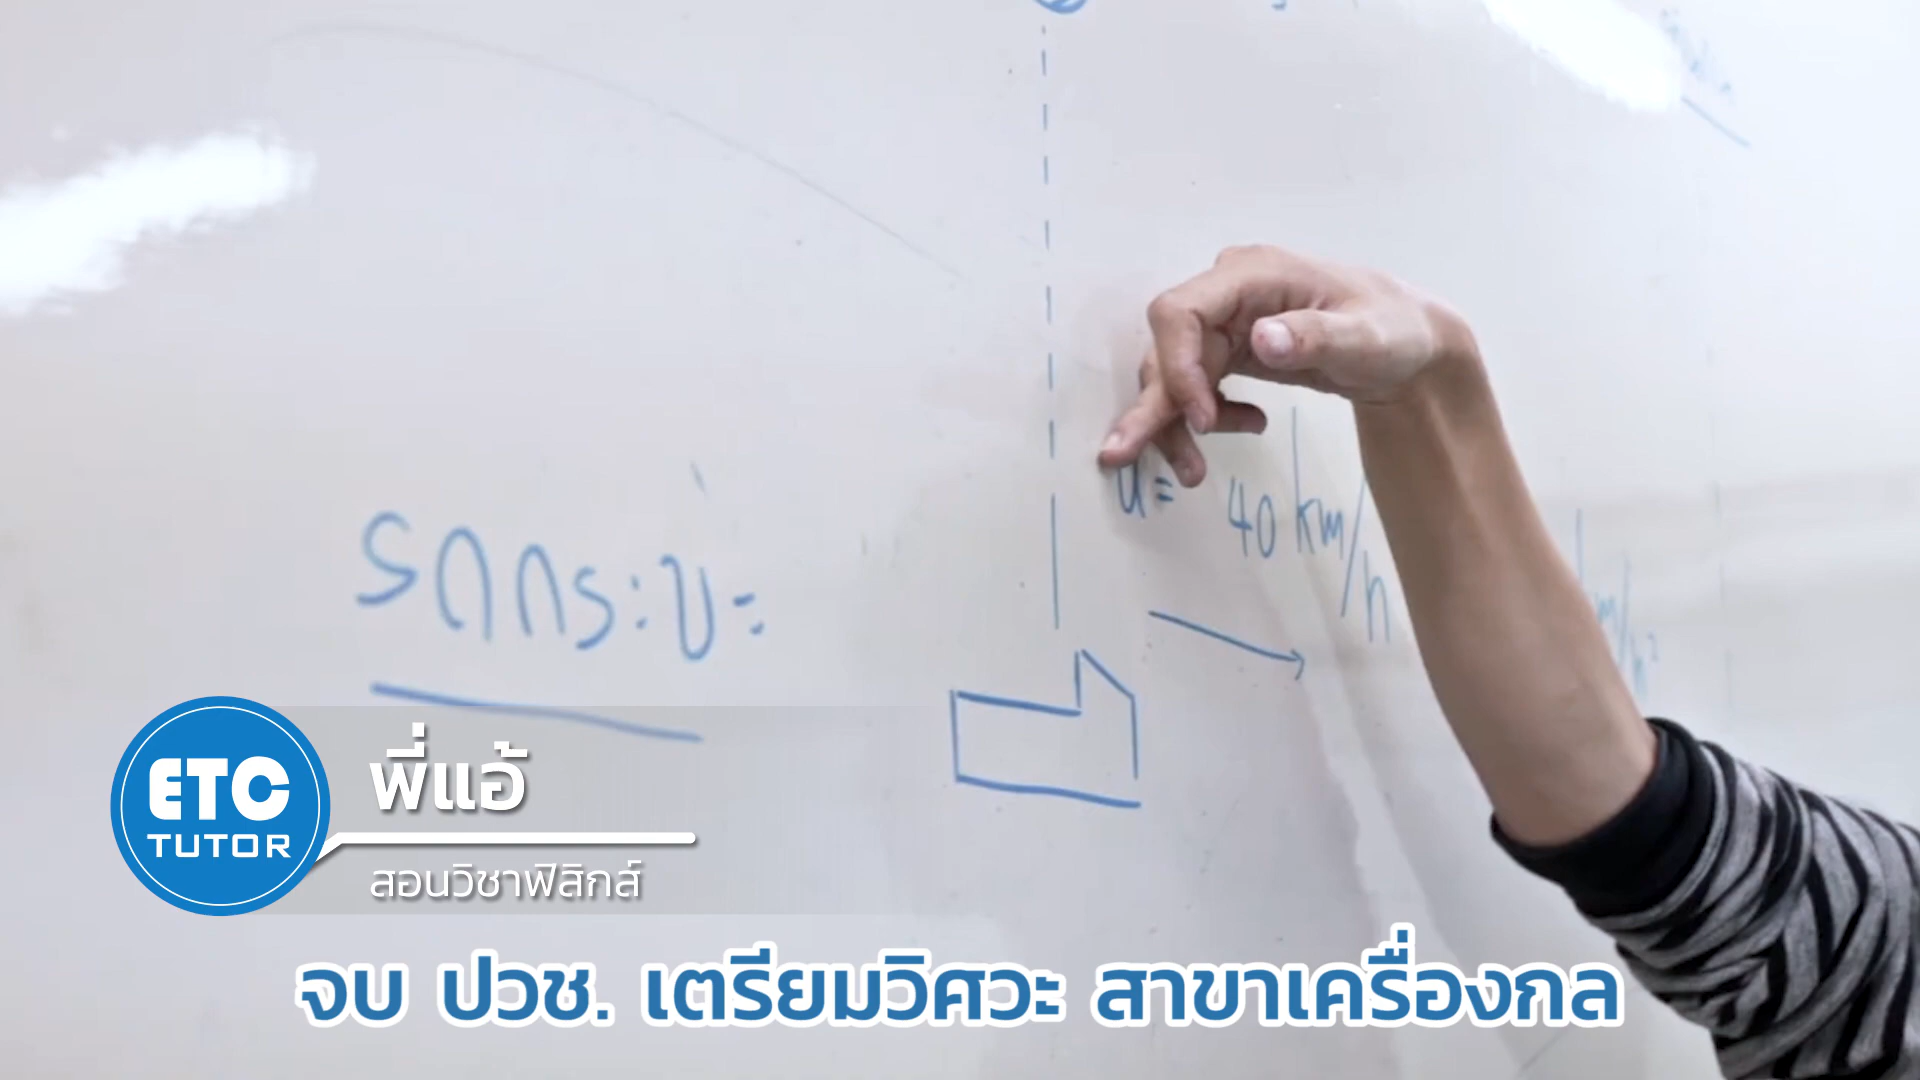 u = 40 km/h
รถกระบะ
ETC
TUTOR
พี่แอ้
สอนวิชาฟิสิกส์
จบ ปวช. เตรียมวิศวะ สาขาเครื่องกล